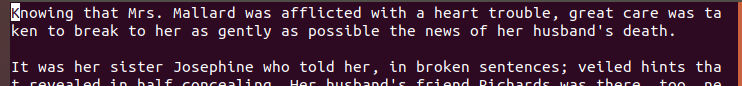 Knowing that Mrs. Mallard was afflicted with a heart trouble, great care was ta
ken to break to her as gently as possible the news of her husband's death.
It was her sister Josephine who told her, in broken sentences; veiled hints tha
t revealed in half concealing. Her husband's friend Richards was there, too, ne